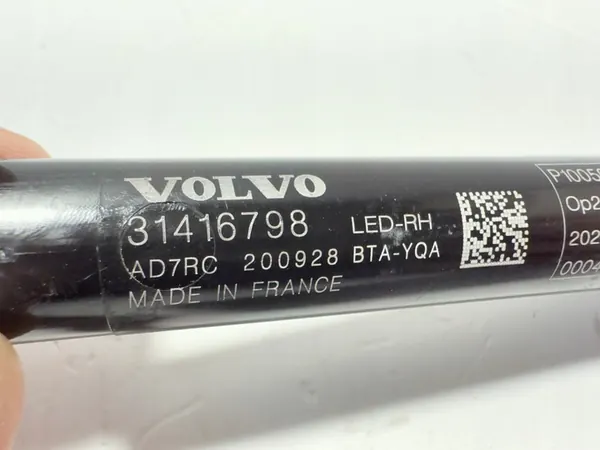 VOLVO
31416798 LED-RH
AD7RC 200928 BTA-YQA
MADE IN FRANCE